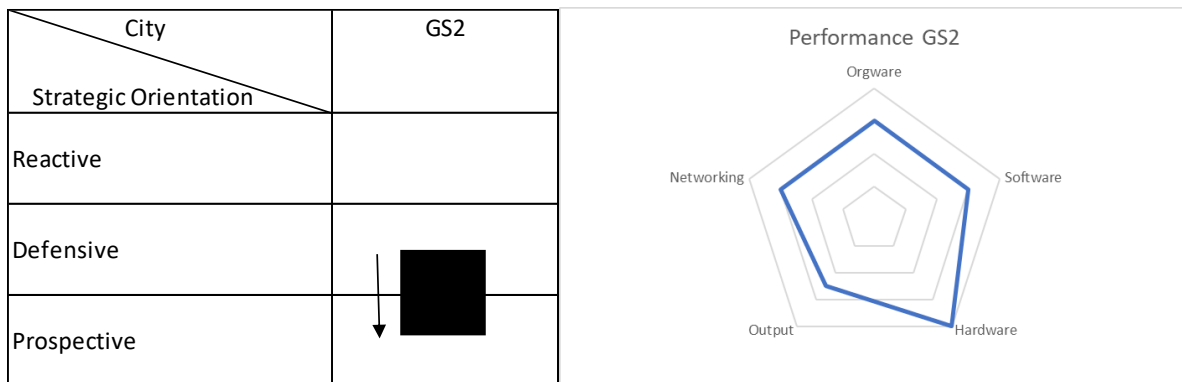 City
GS2
Strategic Orientation
Reactive
Defensive
Prospective
Performance GS2
Orgware
Networking
Software
Output
Hardware